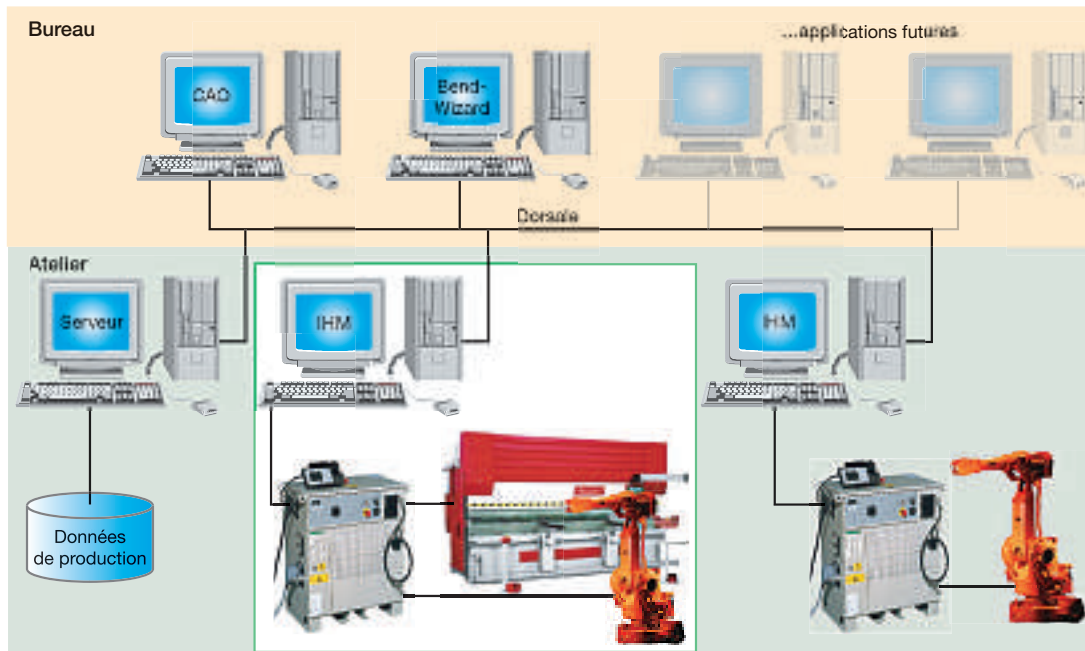 Bureau
...applications futures
CAO
Bend-
Wizard
Dorsale
Atelier
Serveur
IHM
IHM
Données
de production